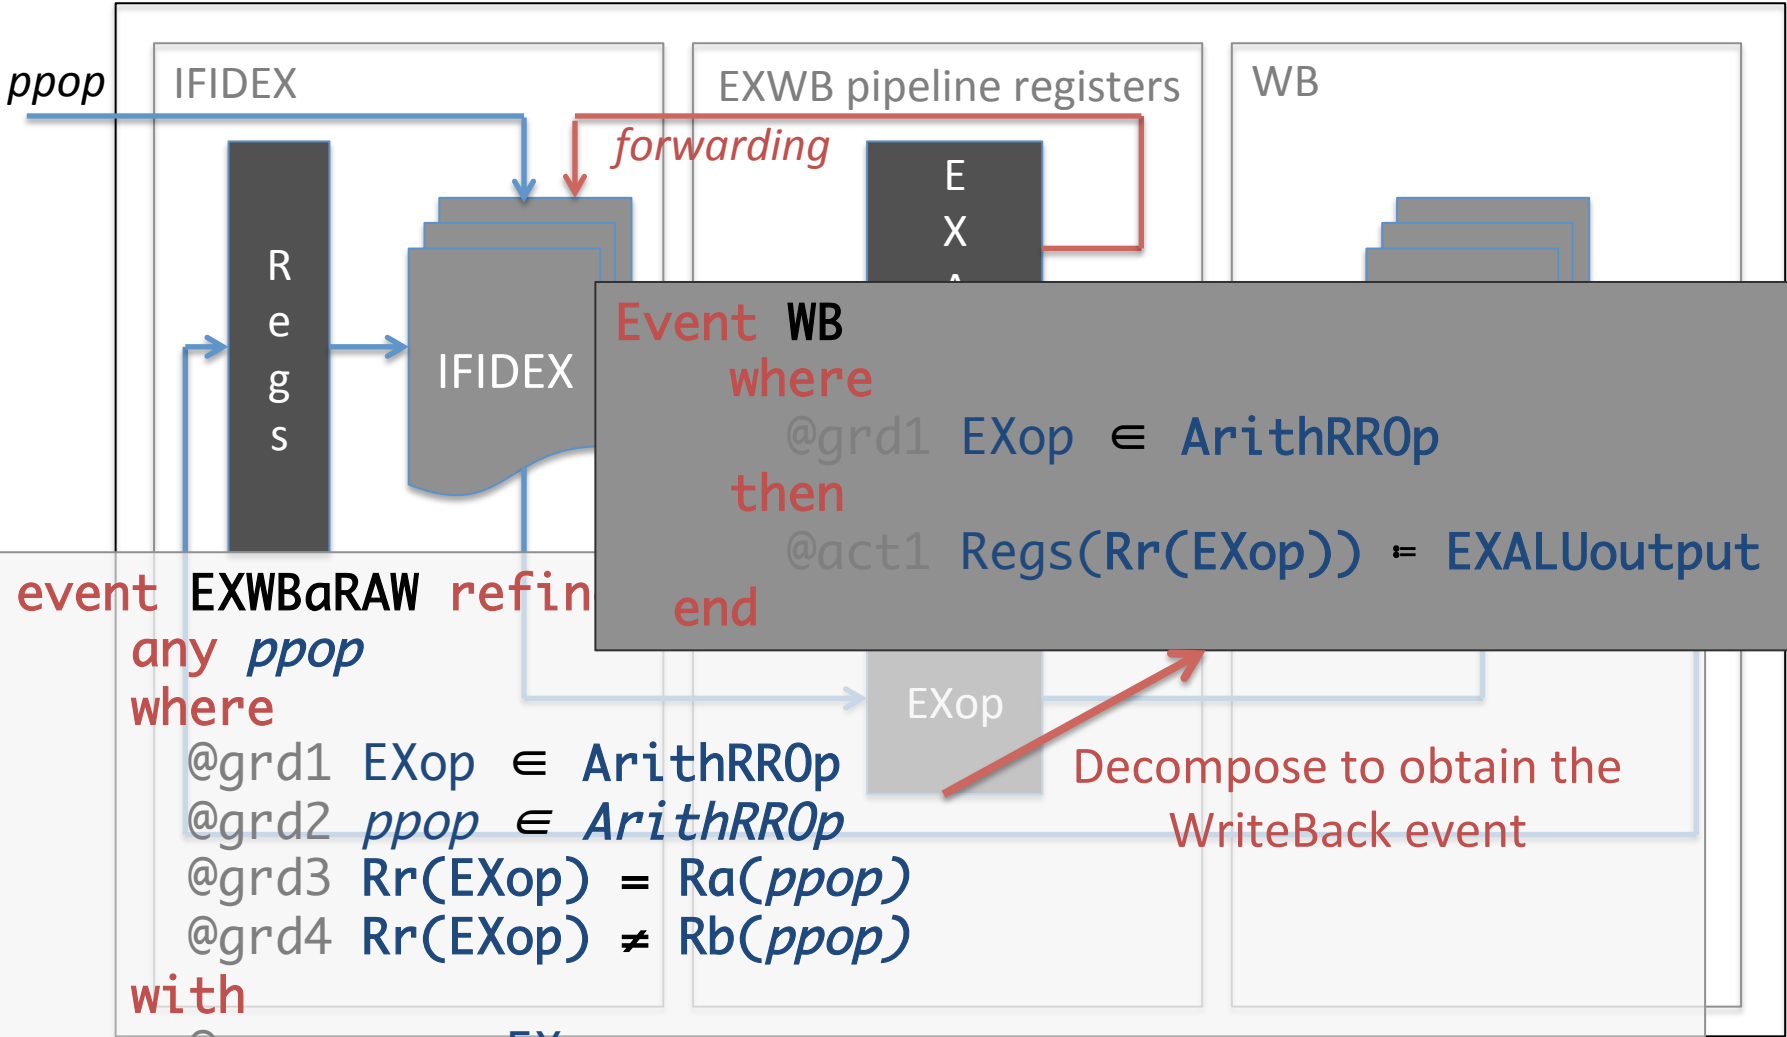 ppop
IFIDEX
EXWB pipeline registers
WB
forwarding
Regs
IFIDEX
E
X
Event WB
where
@grd1 EXop ∈ ArithRROp
then
@act1 Regs(Rr(EXop)) ≔ EXALUoutput
end
event EXWBaRAW refin
any ppop
where
@grd1 EXop ∈ ArithRROp
@grd2 ppop ∈ ArithRROp
@grd3 Rr(EXop) = Ra(ppop)
@grd4 Rr(EXop) ≠ Rb(ppop)
with
EXop
Decompose to obtain the
WriteBack event